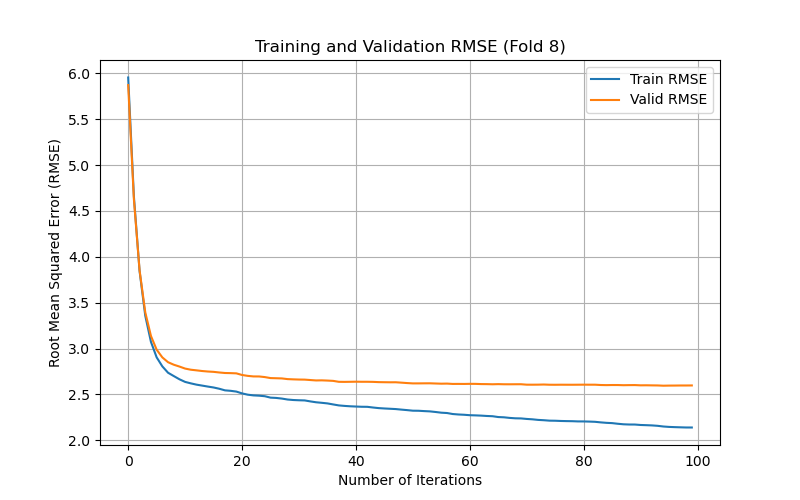 Training and Validation RMSE (Fold 8)
Train RMSE
Valid RMSE
Root Mean Squared Error (RMSE)
6.0
5.5
5.0
4.5
4.0
3.5
3.0
2.5
2.0
0 20 40 60 80 100
Number of Iterations